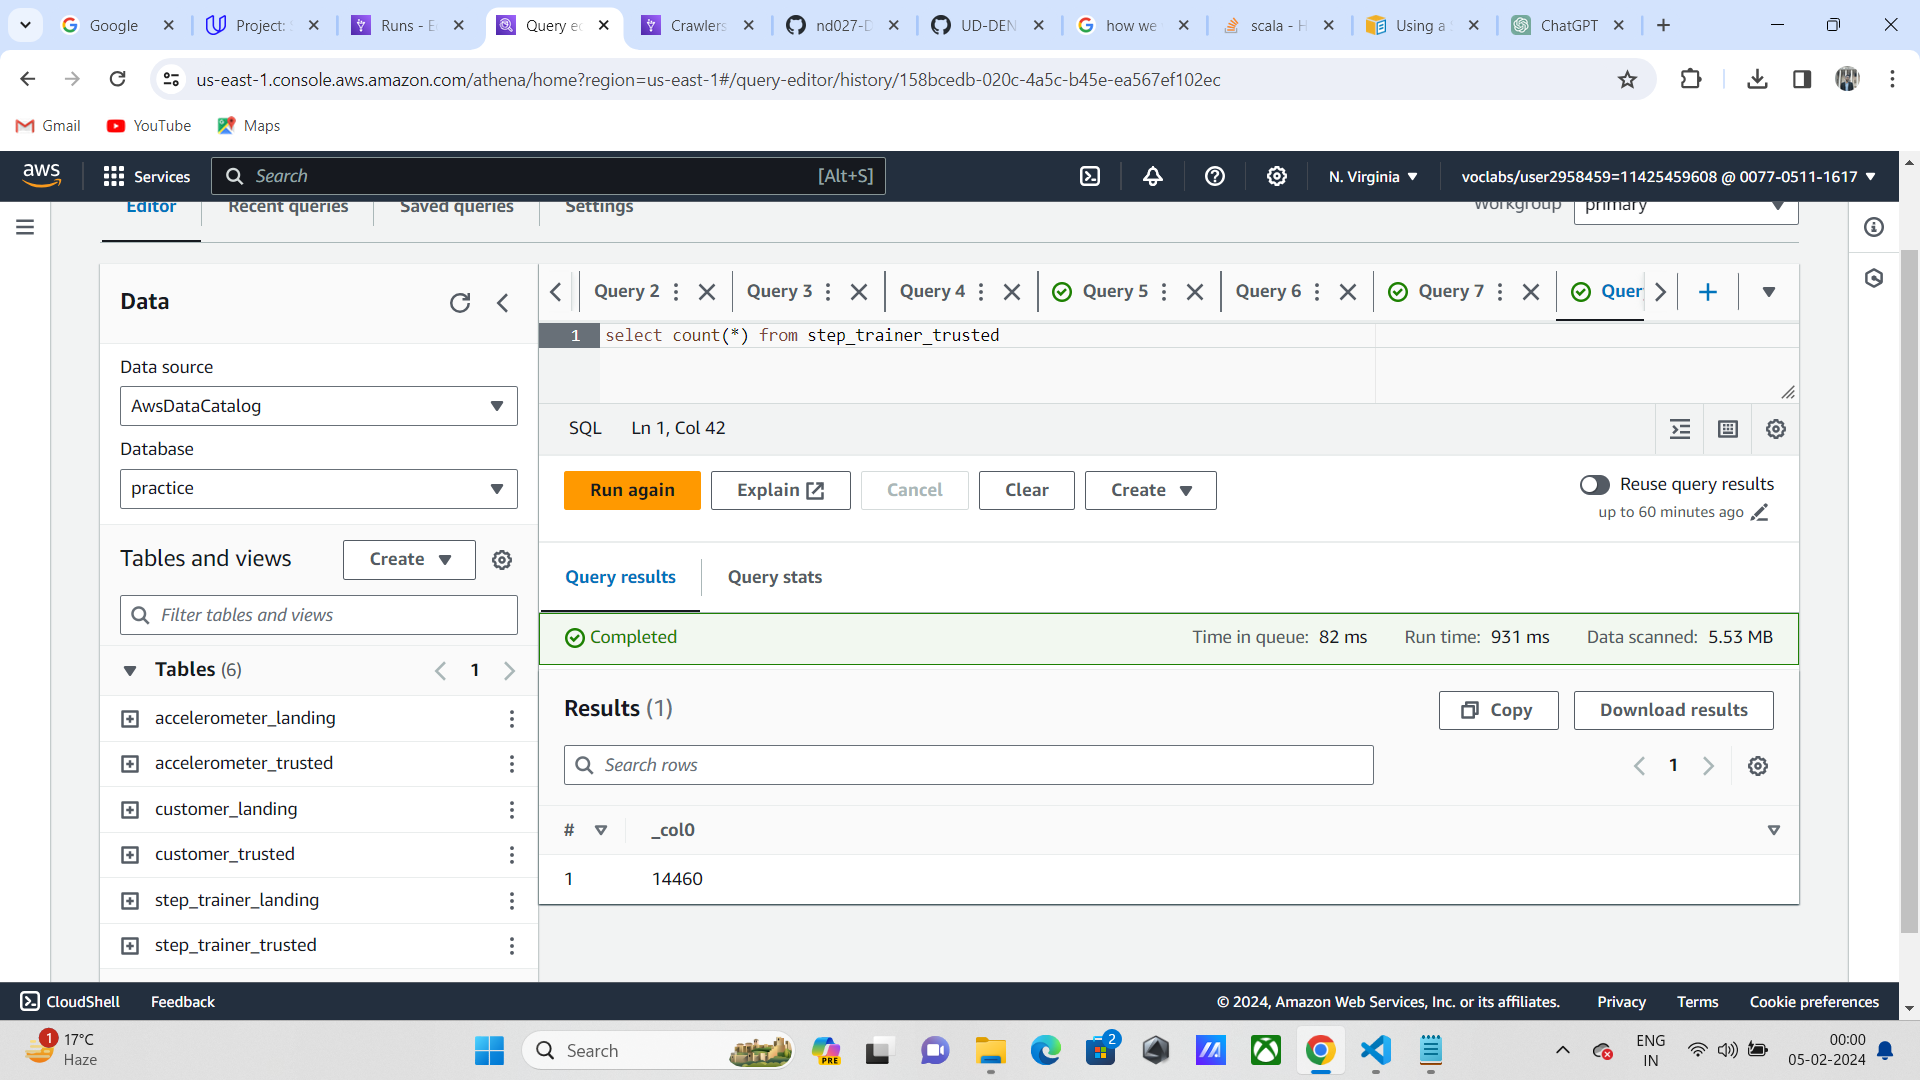 Google
Project: S
Runs - Ed
Query ed
Crawlers
nd027-D
UD-DEN
how we
scala - H
Using a S
ChatGPT
us-east-1.console.aws.amazon.com/athena/home?region=us-east-1#/query-editor/history/158bcedb-020c-4a5c-b45e-ea567ef102ec
Gmail
YouTube
Maps
aws
Services
Search
[Alt+S]
N. Virginia
voclabs/user2958459=11425459608 @ 0077-0511-1617
Editor
Recent queries
Saved queries
Settings
Workgroup
primary
Data
Query 2
Query 3
Query 4
Query 5
Query 6
Query 7
Quer
1
select count(*) from step_trainer_trusted
Data source
AwsDataCatalog
SQL
Ln 1, Col 42
Database
practice
Run again
Explain
Cancel
Clear
Create
Reuse query results
up to 60 minutes ago
Tables and views
Create
Query results
Query stats
Filter tables and views
Completed
Time in queue: 82 ms
Run time: 931 ms
Data scanned: 5.53 MB
Tables (6)
1
Results (1)
Copy
Download results
accelerometer_landing
accelerometer_trusted
customer_landing
customer_trusted
step_trainer_landing
step_trainer_trusted
Search rows
1
#
_col0
1
14460
CloudShell
Feedback
© 2024, Amazon Web Services, Inc. or its affiliates.
Privacy
Terms
Cookie preferences
1
17°C
Haze
Search
PRE
2
ENG
IN
00:00
05-02-2024